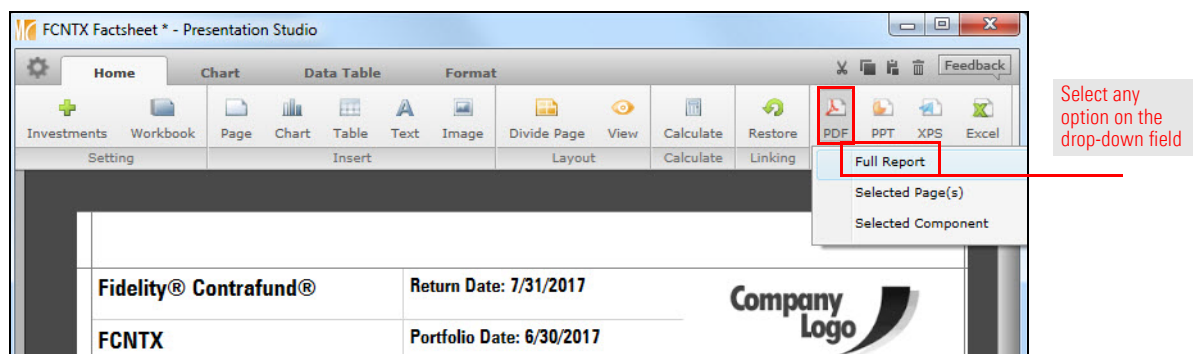 FCNTX Factsheet * - Presentation Studio
Home Chart Data Table Format Feedback
Investments Workbook Page Chart Table Text Image Divide Page View Calculate Restore PDF PPT XPS Excel
Setting Insert Layout Calculate Linking
Select any
option on the
drop-down field
Full Report
Selected Page(s)
Selected Component
Fidelity® Contrafund® Return Date: 7/31/2017
FCNTX Portfolio Date: 6/30/2017
Company
Logo